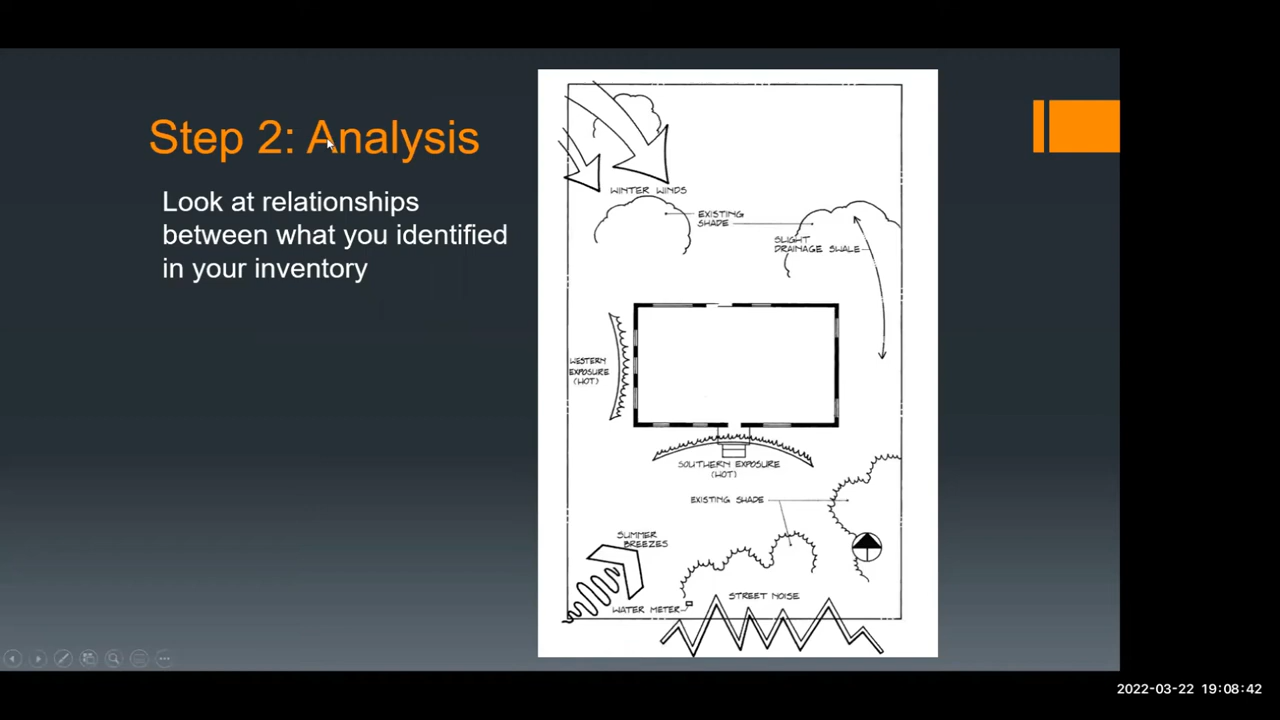 Step 2: Analysis
Look at relationships
between what you identified
in your inventory
WINTER WINDS
EXISTING
SHADE
SLIGHT
DRAINAGE SWALE
WESTERN
EXPOSURE
(HOT)
SOUTHERN EXPOSURE
(HOT)
EXISTING SHADE
SUMMER
BREEZES
STREET NOISE
WATER METER
2022-03-22 19:08:42